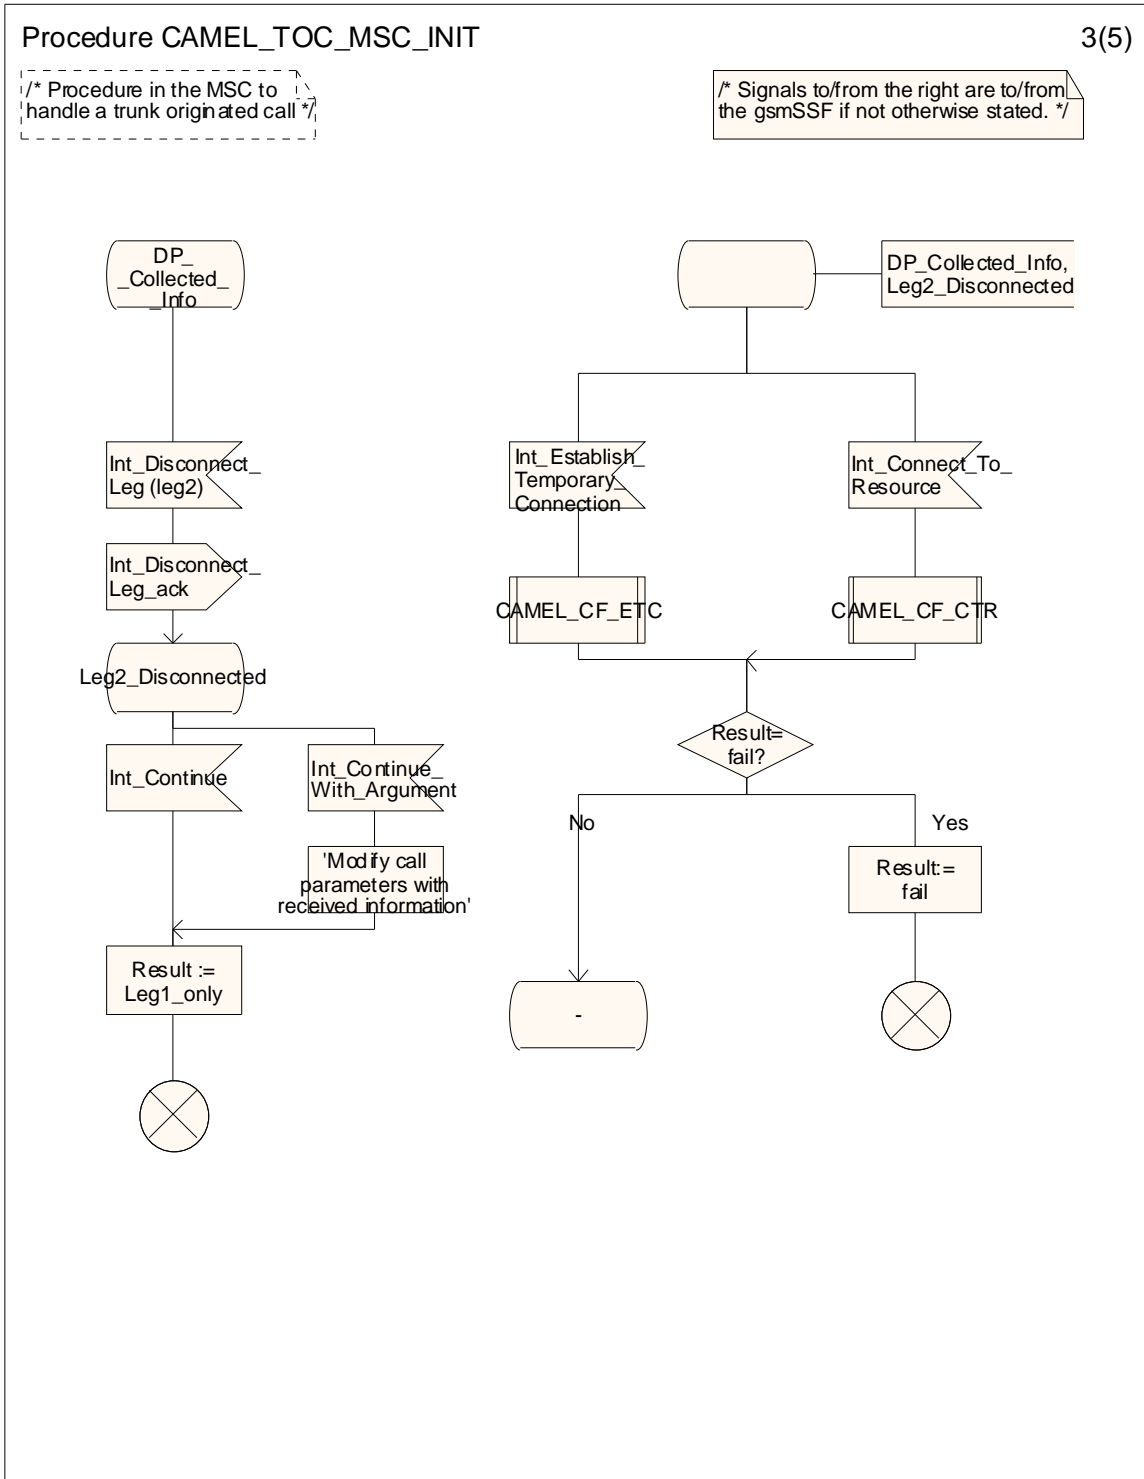 Procedure CAMEL_TOC_MSC_INIT
3(5)
/* Procedure in the MSC to
handle a trunk originated call */
/* Signals to/from the right are to/from
the gsmSSF if not otherwise stated. */
DP_
_Collected_
_Info
DP_Collected_Info,
Leg2_Disconnected
Int_Disconnect_
Leg (leg2)
Int_Establish_
Temporary_
Connection
Int_Connect_To_
Resource
Int_Disconnect_
Leg_ack
CAMEL_CF_ETC
CAMEL_CF_CTR
Leg2_Disconnected
Int_Continue
Int_Continue_
With_Argument
Result=
fail?
No
Yes
'Modify call
parameters with
received information'
Result:=
fail
Result :=
Leg1_only
-